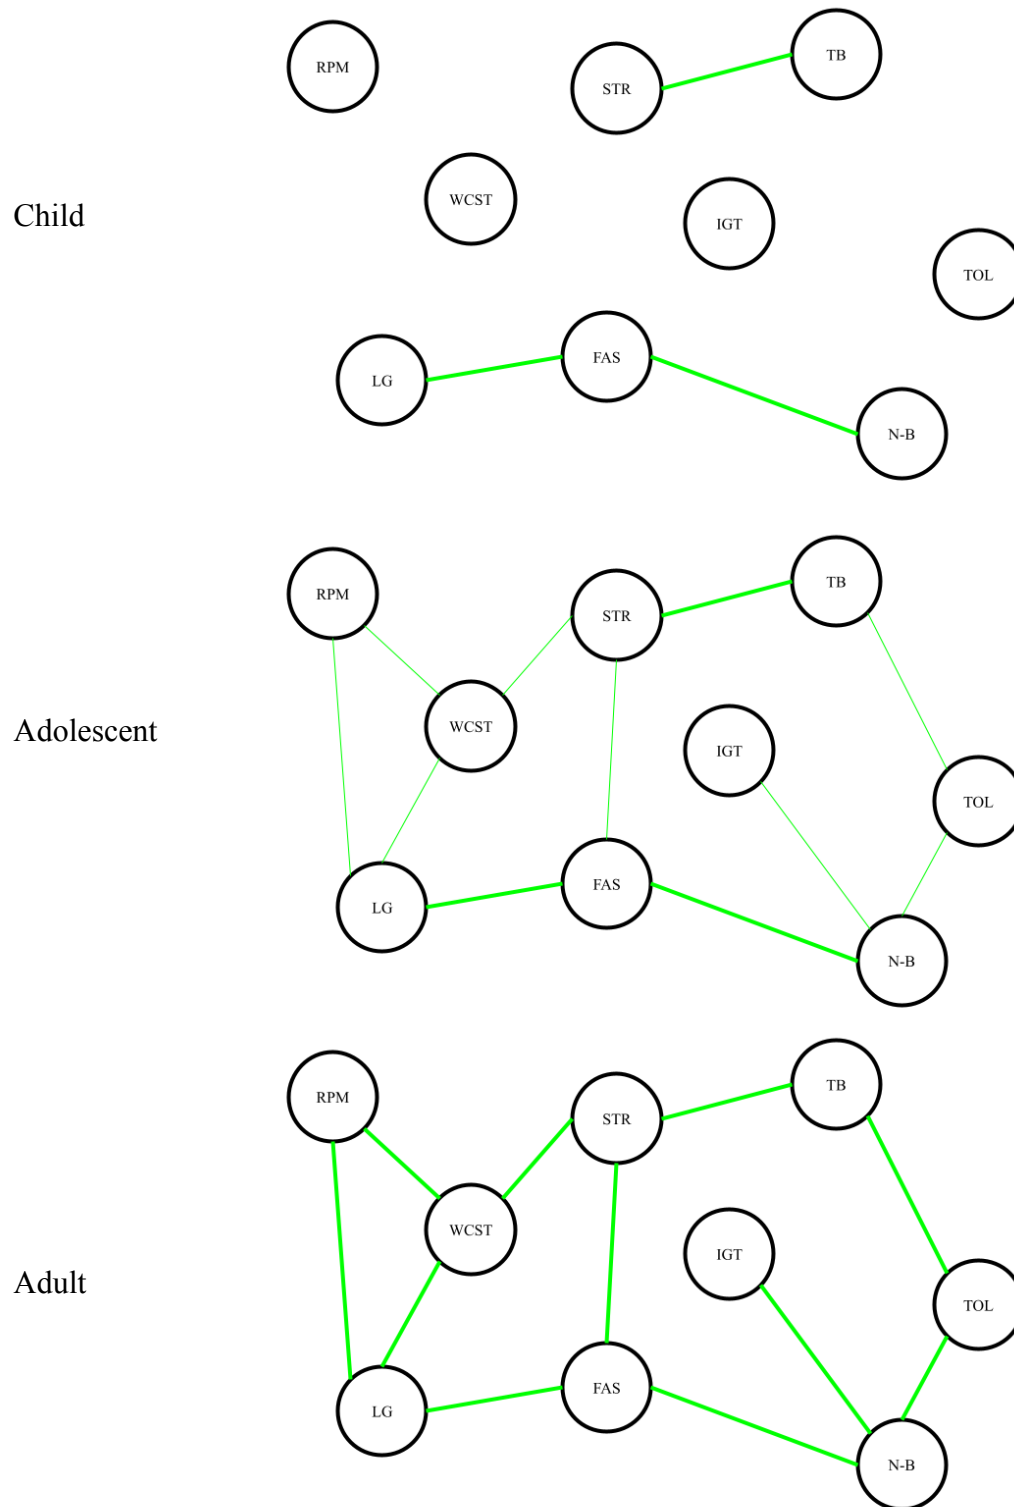 Child
RPM
STR
TB
WCST
IGT
TOL
LG
FAS
N-B
Adolescent
RPM
STR
TB
WCST
IGT
TOL
LG
FAS
N-B
Adult
RPM
STR
TB
WCST
IGT
TOL
LG
FAS
N-B